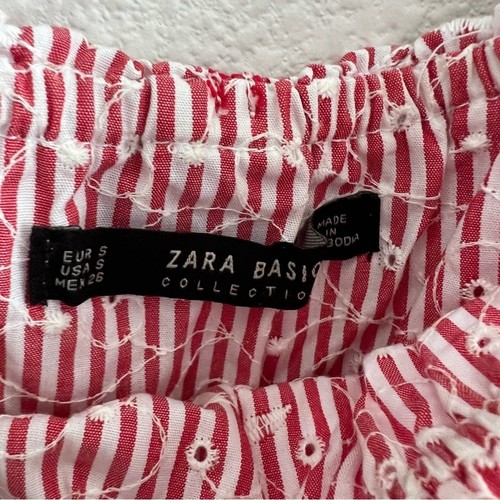 EUR S
USA S
MEX 26
ZARA BASIC
COLLECTION
MADE
IN